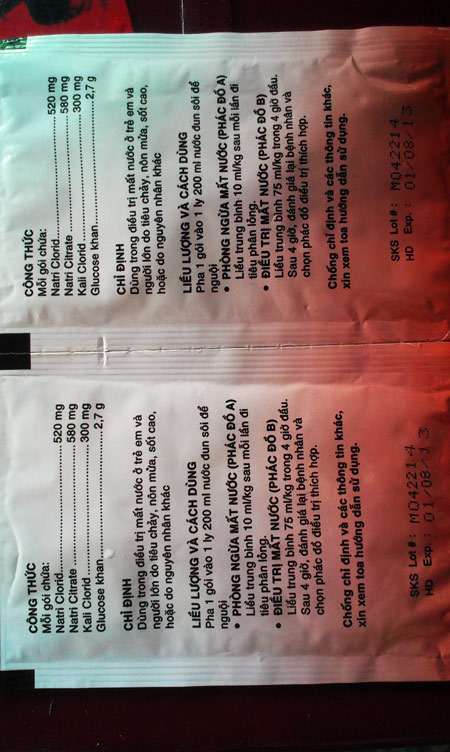 CÔNG THỨC
Mỗi gói chứa:
Natri Clorid........................520 mg
Natri Citrate.......................580 mg
Kali Clorid.........................300 mg
Glucose khan........................2,7 g
CHỈ ĐỊNH
Dùng trong điều trị mất nước ở trẻ em và
người lớn do tiêu chảy, nôn mửa, sốt cao,
hoặc do nguyên nhân khác
LIỀU LƯỢNG VÀ CÁCH DÙNG
Pha 1 gói vào 1 ly 200 ml nước đun sôi để
nguội
• PHÒNG NGỪA MẤT NƯỚC (PHÁC ĐỒ A)
Liều trung bình 10 ml/kg sau mỗi lần đi
tiêu phân lỏng.
• ĐIỀU TRỊ MẤT NƯỚC (PHÁC ĐỒ B)
Liều trung bình 75 ml/kg trong 4 giờ đầu.
Sau 4 giờ, đánh giá lại bệnh nhân và
chọn phác đồ điều trị thích hợp.
Chống chỉ định và các thông tin khác,
xin xem toa hướng dẫn sử dụng.
SKS Lot#: M042214
HD Exp.: 01/08/13
CÔNG THỨC
Mỗi gói chứa:
Natri Clorid........................520 mg
Natri Citrate.......................580 mg
Kali Clorid.........................300 mg
Glucose khan........................2,7 g
CHỈ ĐỊNH
Dùng trong điều trị mất nước ở trẻ em và
người lớn do tiêu chảy, nôn mửa, sốt cao,
hoặc do nguyên nhân khác
LIỀU LƯỢNG VÀ CÁCH DÙNG
Pha 1 gói vào 1 ly 200 ml nước đun sôi để
nguội
• PHÒNG NGỪA MẤT NƯỚC (PHÁC ĐỒ A)
Liều trung bình 10 ml/kg sau mỗi lần đi
tiêu phân lỏng.
• ĐIỀU TRỊ MẤT NƯỚC (PHÁC ĐỒ B)
Liều trung bình 75 ml/kg trong 4 giờ đầu.
Sau 4 giờ, đánh giá lại bệnh nhân và
chọn phác đồ điều trị thích hợp.
Chống chỉ định và các thông tin khác,
xin xem toa hướng dẫn sử dụng.
SKS Lot#: M042214
HD Exp.: 01/08/13